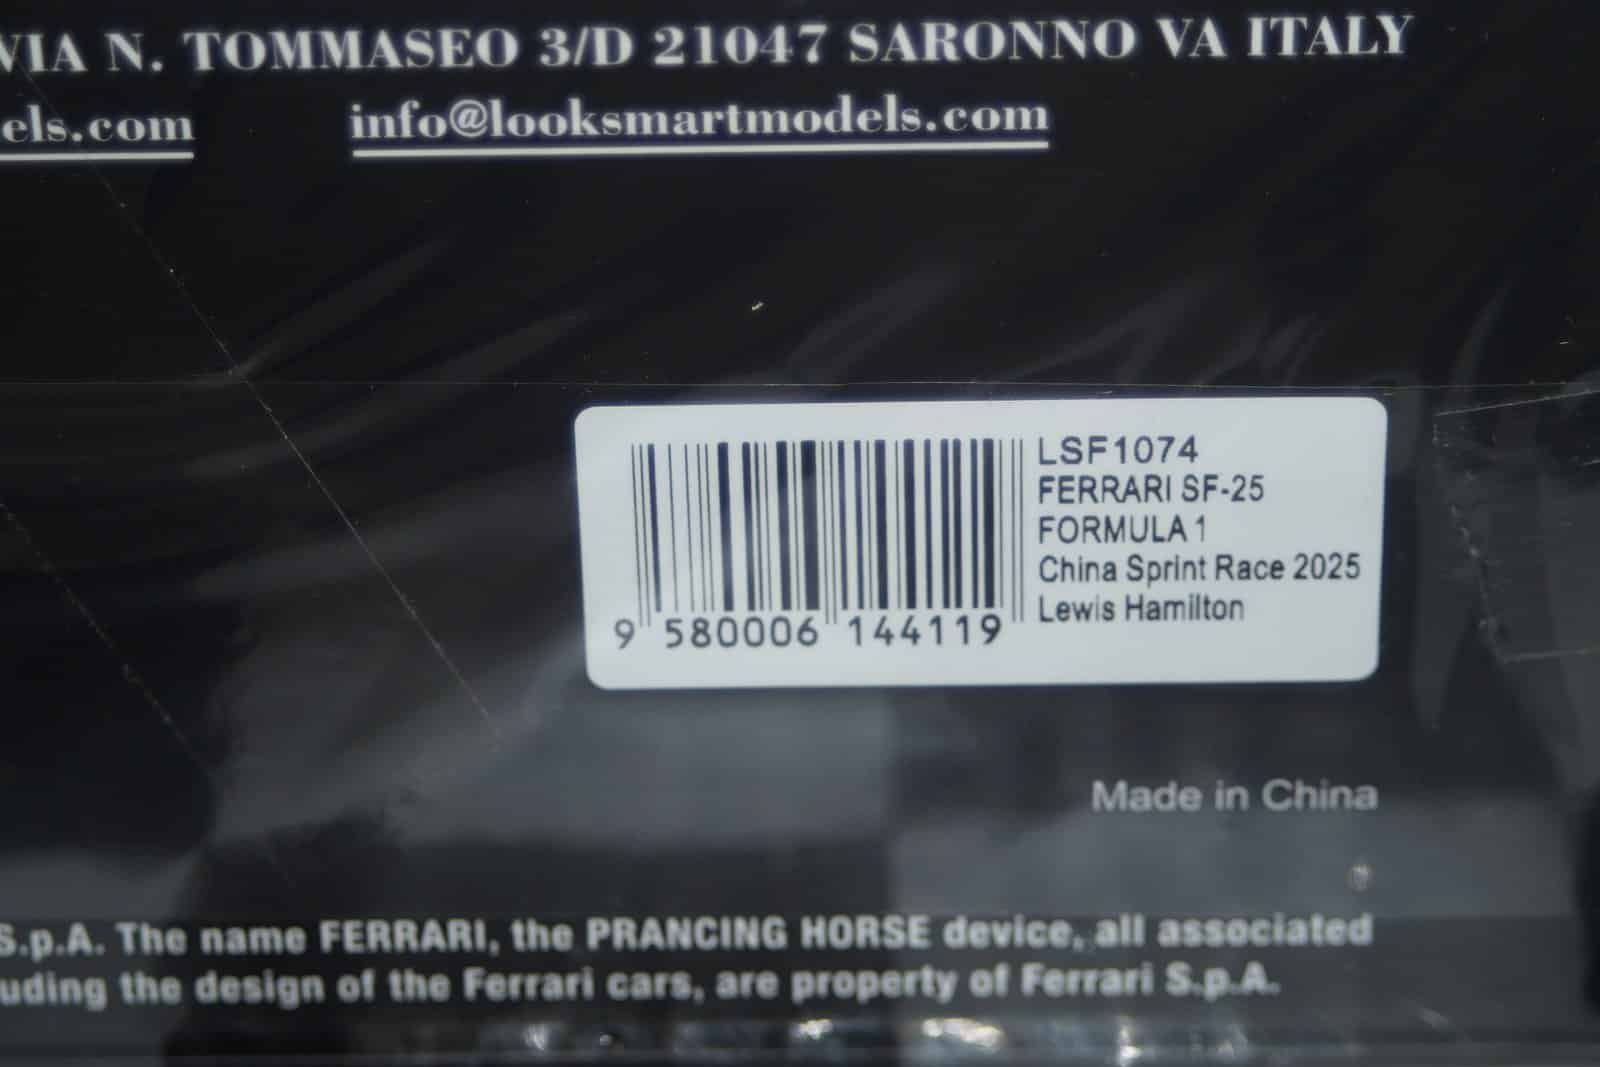 VIA N. TOMMASEO 3/D 21047 SARONNO VA ITALY
els.com info@looksmartmodels.com
LSF1074
FERRARI SF-25
FORMULA 1
China Sprint Race 2025
Lewis Hamilton
9 580006 144119
Made in China
S.p.A. The name FERRARI, the PRANCING HORSE device, all associated
uding the design of the Ferrari cars, are property of Ferrari S.p.A.